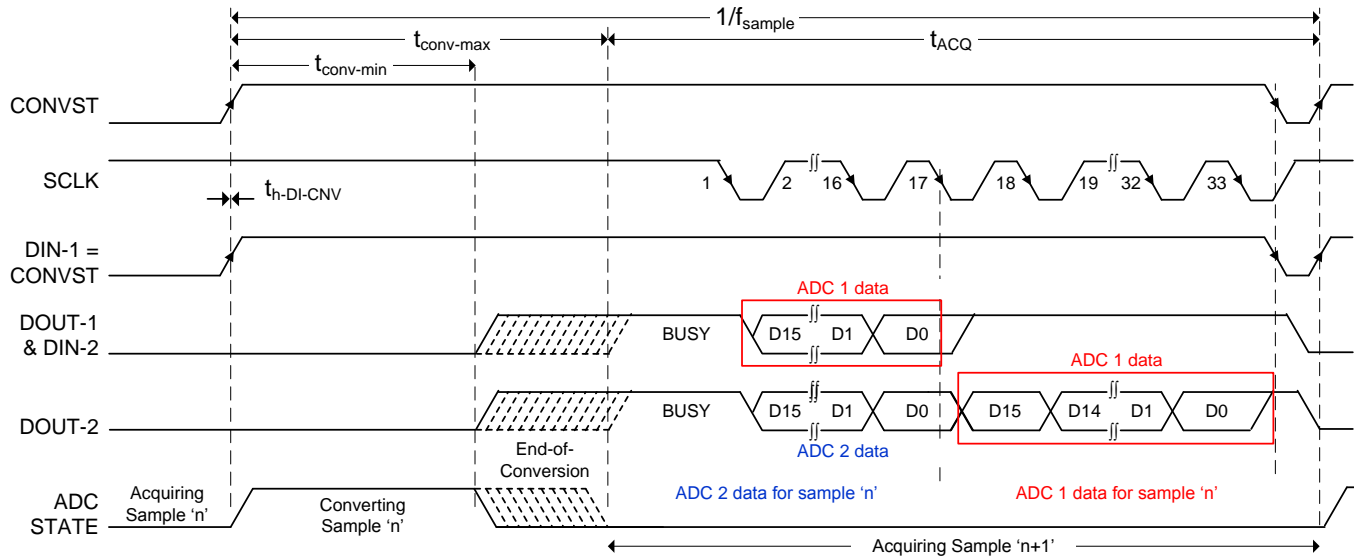 1/fsample
tconv-max
tACQ
tconv-min
CONVST
SCLK
1 2 16 17 18 19 32 33
th-DI-CNV
DIN-1 =
CONVST
ADC 1 data
DOUT-1
& DIN-2
BUSY D15 D1 D0
ADC 1 data
DOUT-2
BUSY D15 D1 D0 D15 D14 D1 D0
ADC 2 data
End-of-
Conversion
ADC
STATE
Acquiring
Sample ‘n’
Converting
Sample ‘n’
ADC 2 data for sample ‘n’
ADC 1 data for sample ‘n’
Acquiring Sample ‘n+1’